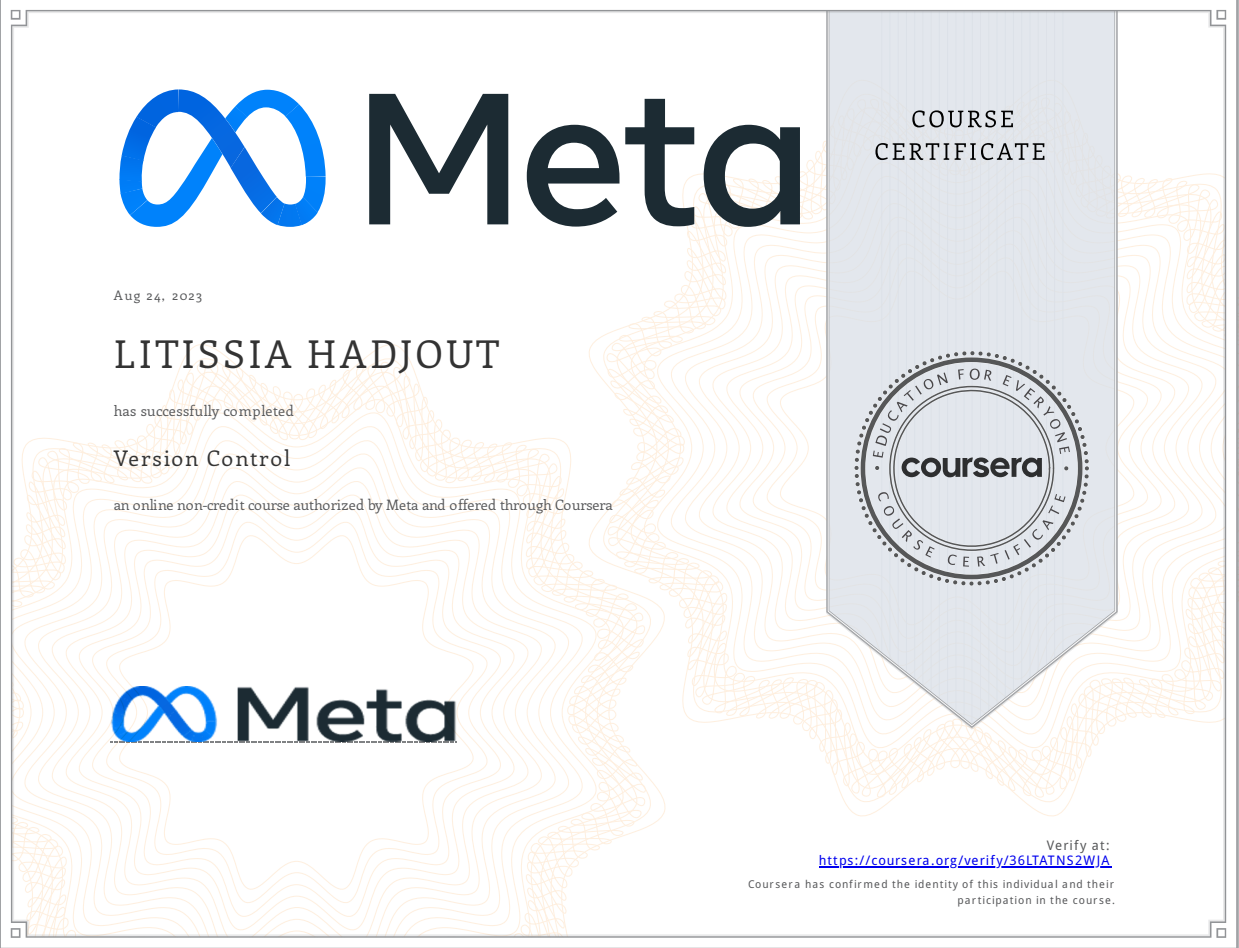 Meta
COURSE
CERTIFICATE
Aug 24, 2023
LITISSIA HADJOUT
has successfully completed
Version Control
an online non-credit course authorized by Meta and offered through Coursera
EDUCATION FOR EVERYONE
coursera
COURSE CERTIFICATE
Meta
Verify at:
https://coursera.org/verify/36LTATNS2WJA
Coursera has confirmed the identity of this individual and their
participation in the course.